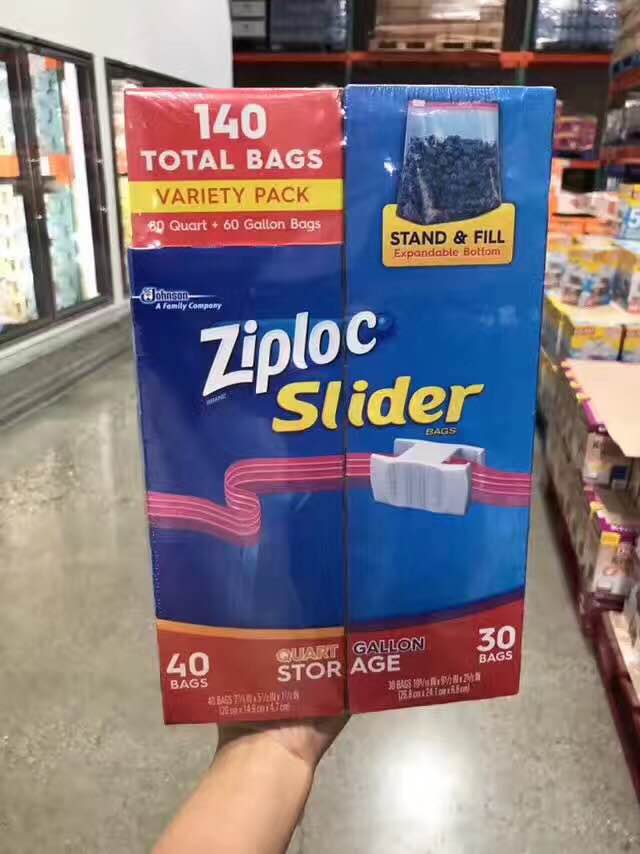 140
TOTAL BAGS
VARIETY PACK
80 Quart + 60 Gallon Bags
STAND & FILL
Expandable Bottom
SC Johnson
A Family Company
Ziploc
BRAND
Slider
BAGS
40
BAGS
QUART GALLON
STORAGE
30
BAGS